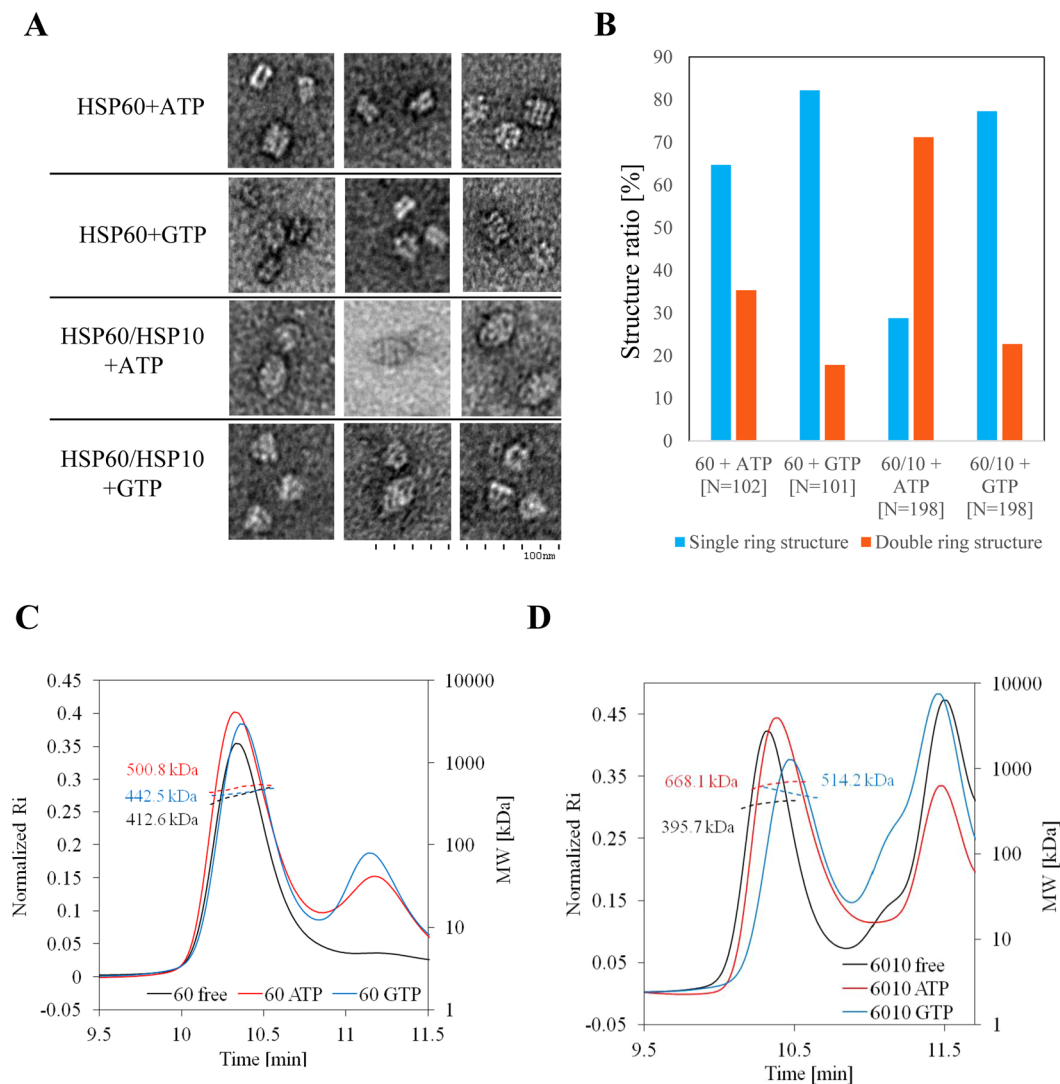 A
HSP60+ATP
HSP60+GTP
HSP60/HSP10
+ATP
HSP60/HSP10
+GTP
100nm
B
Structure ratio [%]
90
80
70
60
50
40
30
20
10
0
60 + ATP
[N=102]
60 + GTP
[N=101]
60/10 +
ATP
[N=198]
60/10 +
GTP
[N=198]
Single ring structure
Double ring structure
C
Normalized Ri
0.45
0.4
0.35
0.3
0.25
0.2
0.15
0.1
0.05
0
-0.05
500.8 kDa
442.5 kDa
412.6 kDa
60 free
60 ATP
60 GTP
9.5
10
10.5
11
11.5
Time [min]
10000
1000
100
10
1
MW [kDa]
D
Normalized Ri
0.45
0.35
0.25
0.15
0.05
-0.05
668.1 kDa
514.2 kDa
395.7 kDa
6010 free
6010 ATP
6010 GTP
9.5
10.5
11.5
Time [min]
10000
1000
100
10
1
MW [kDa]